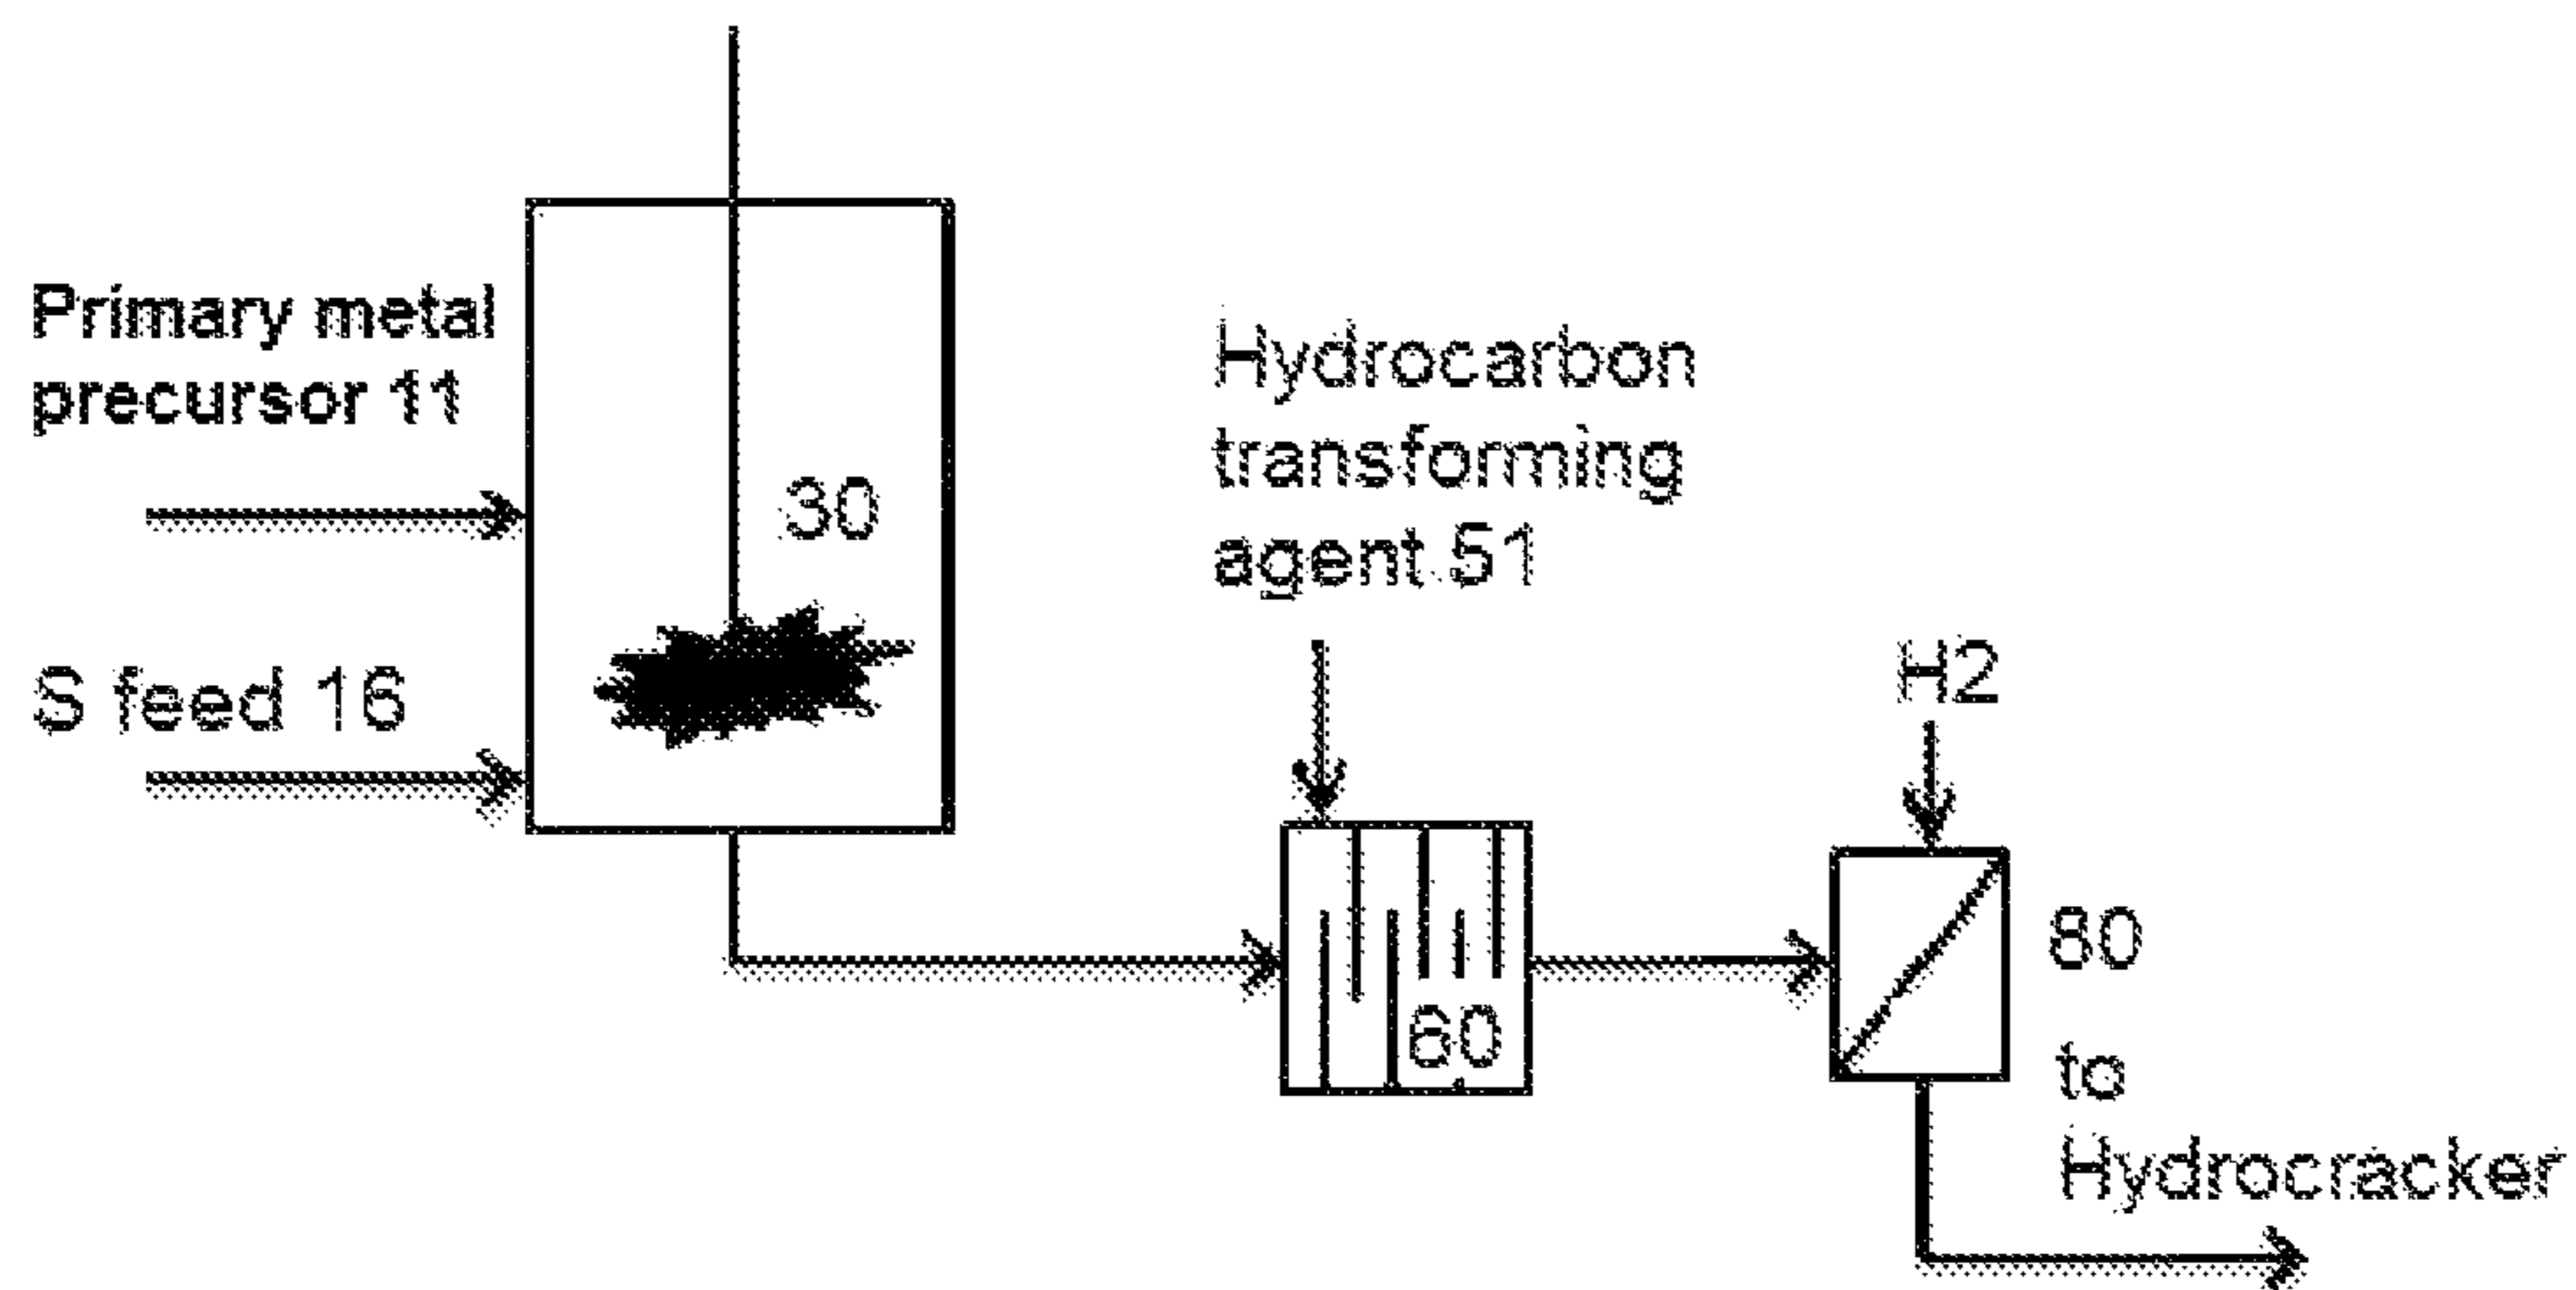 Primary metal
precursor 11
30
S feed 16
Hydrocarbon
transforming
agent 51
60
H2
80
to
Hydrocracker